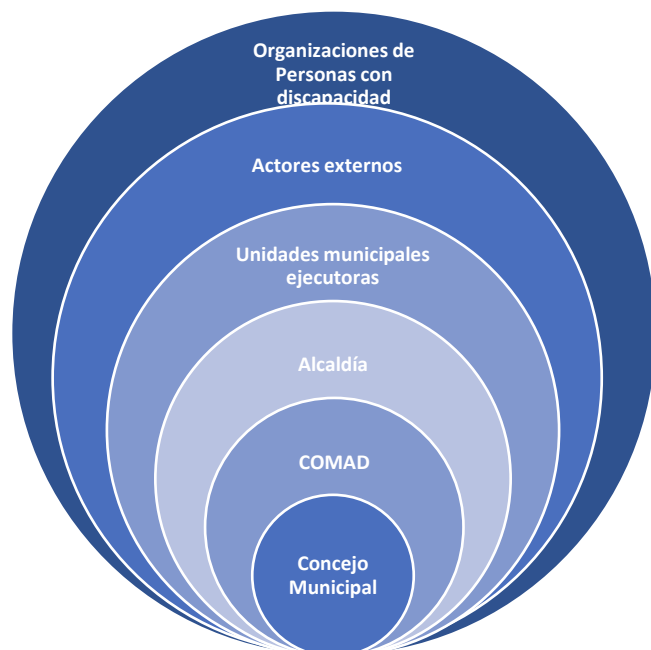 Organizaciones de
Personas con
discapacidad
Actores externos
Unidades municipales
ejecutoras
Alcaldía
COMAD
Concejo
Municipal